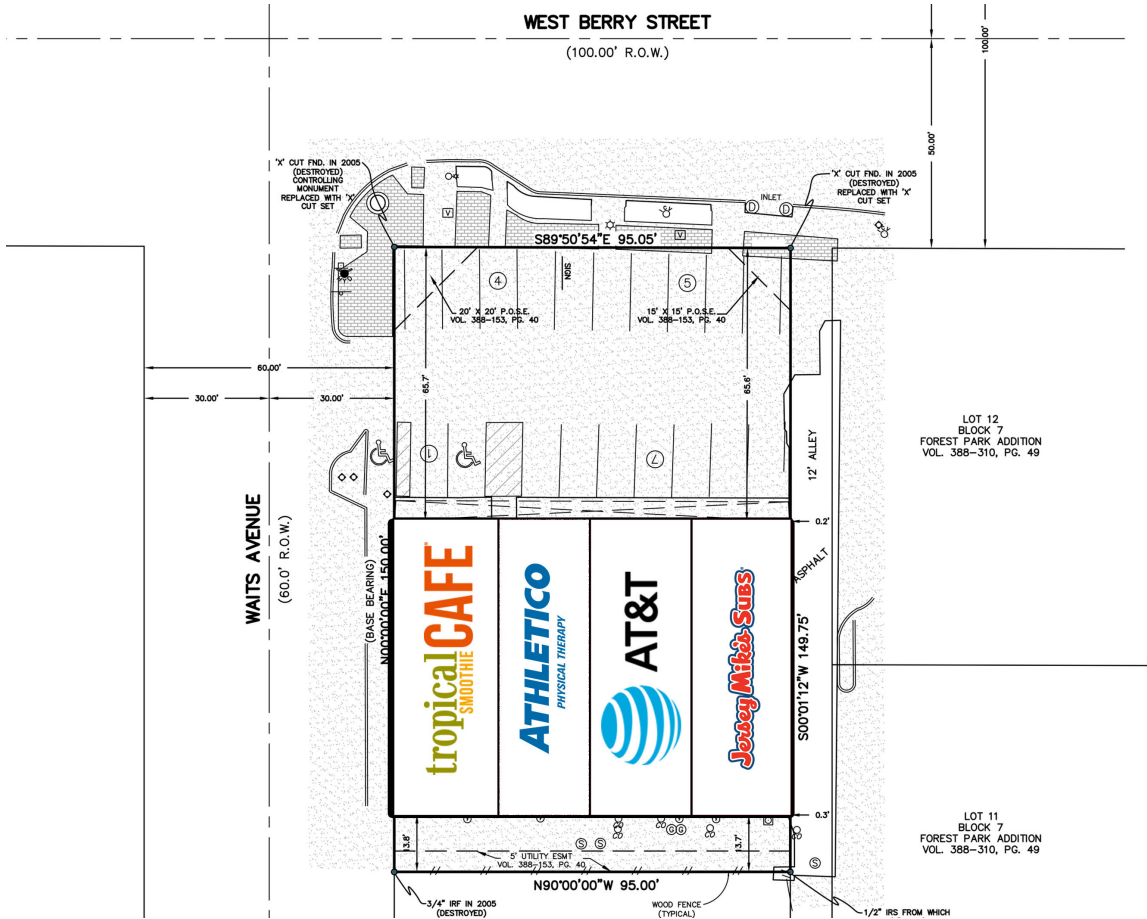 WEST BERRY STREET
(100.00' R.O.W.)
100.00'
50.00'
'X' CUT FND. IN 2005
(DESTROYED)
CONTROLLING
MONUMENT
REPLACED WITH 'X'
CUT SET
'X' CUT FND. IN 2005
(DESTROYED)
REPLACED WITH 'X'
CUT SET
INLET
D
D
V
V
S89°50'54"E 95.05'
4
SIGN
5
20' X 20' P.O.S.E.
VOL. 388-153, PG. 40
15' X 15' P.O.S.E.
VOL. 388-153, PG. 40
60.00'
30.00'
30.00'
65.7'
65.6'
12' ALLEY
LOT 12
BLOCK 7
FOREST PARK ADDITION
VOL. 388-310, PG. 49
1
7
WAITS AVENUE
(60.0' R.O.W.)
(BASE BEARING)
N00°00'00"E 150.00'
0.2'
ASPHALT
tropical
SMOOTHIE
CAFE
ATHLETICO
PHYSICAL THERAPY
AT&T
Jersey Mike's Subs
S00°01'12"W 149.75'
0.3'
LOT 11
BLOCK 7
FOREST PARK ADDITION
VOL. 388-310, PG. 49
13.8'
13.7'
G
G
S
S
S
5' UTILITY ESMT
VOL. 388-153, PG. 40
N90°00'00"W 95.00'
3/4" IRF IN 2005
(DESTROYED)
WOOD FENCE
(TYPICAL)
1/2" IRS FROM WHICH